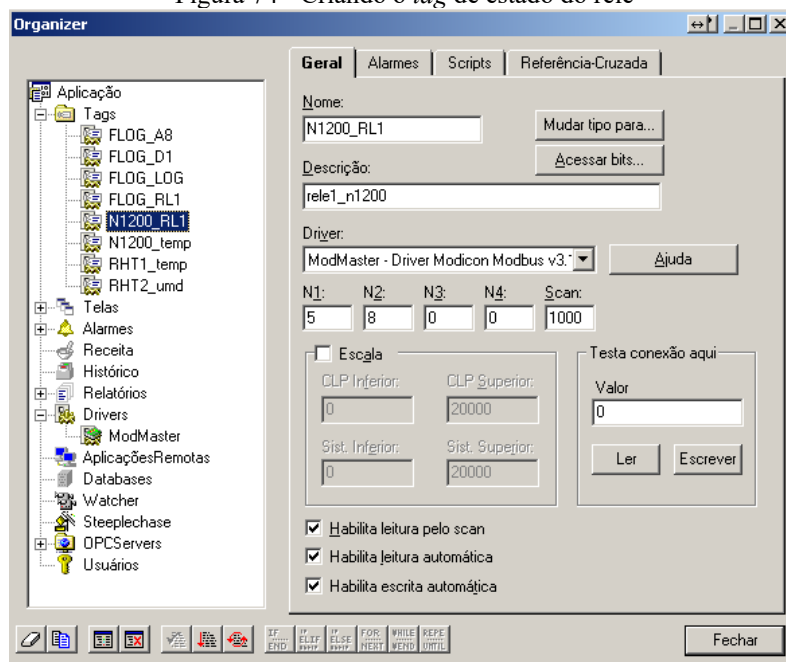 Figura 74 - Criando o tag de estado do relé
Organizer
Geral Alarmes Scripts Referência-Cruzada
Aplicação
Tags
FLOG_A8
FLOG_D1
FLOG_LOG
FLOG_RL1
N1200_RL1
N1200_temp
RHT1_temp
RHT2_umd
Telas
Alarmes
Receita
Histórico
Relatórios
Drivers
ModMaster
AplicaçõesRemotas
Databases
Watcher
Steeplechase
OPCServers
Usuários
Nome:
N1200_RL1
Mudar tipo para...
Acessar bits...
Descrição:
rele1_n1200
Driver:
ModMaster - Driver Modicon Modbus v3.
Ajuda
N1: N2: N3: N4: Scan:
5 8 0 0 1000
Escala
CLP Inferior: CLP Superior:
0 20000
Sist. Inferior: Sist. Superior:
0 20000
Testa conexão aqui
Valor
0
Ler Escrever
Habilita leitura pelo scan
Habilita leitura automática
Habilita escrita automática
IF END IF ELIF ENDIF IF ELSE ENDIF FOR NEXT WHILE WEND REPE UNTIL
Fechar